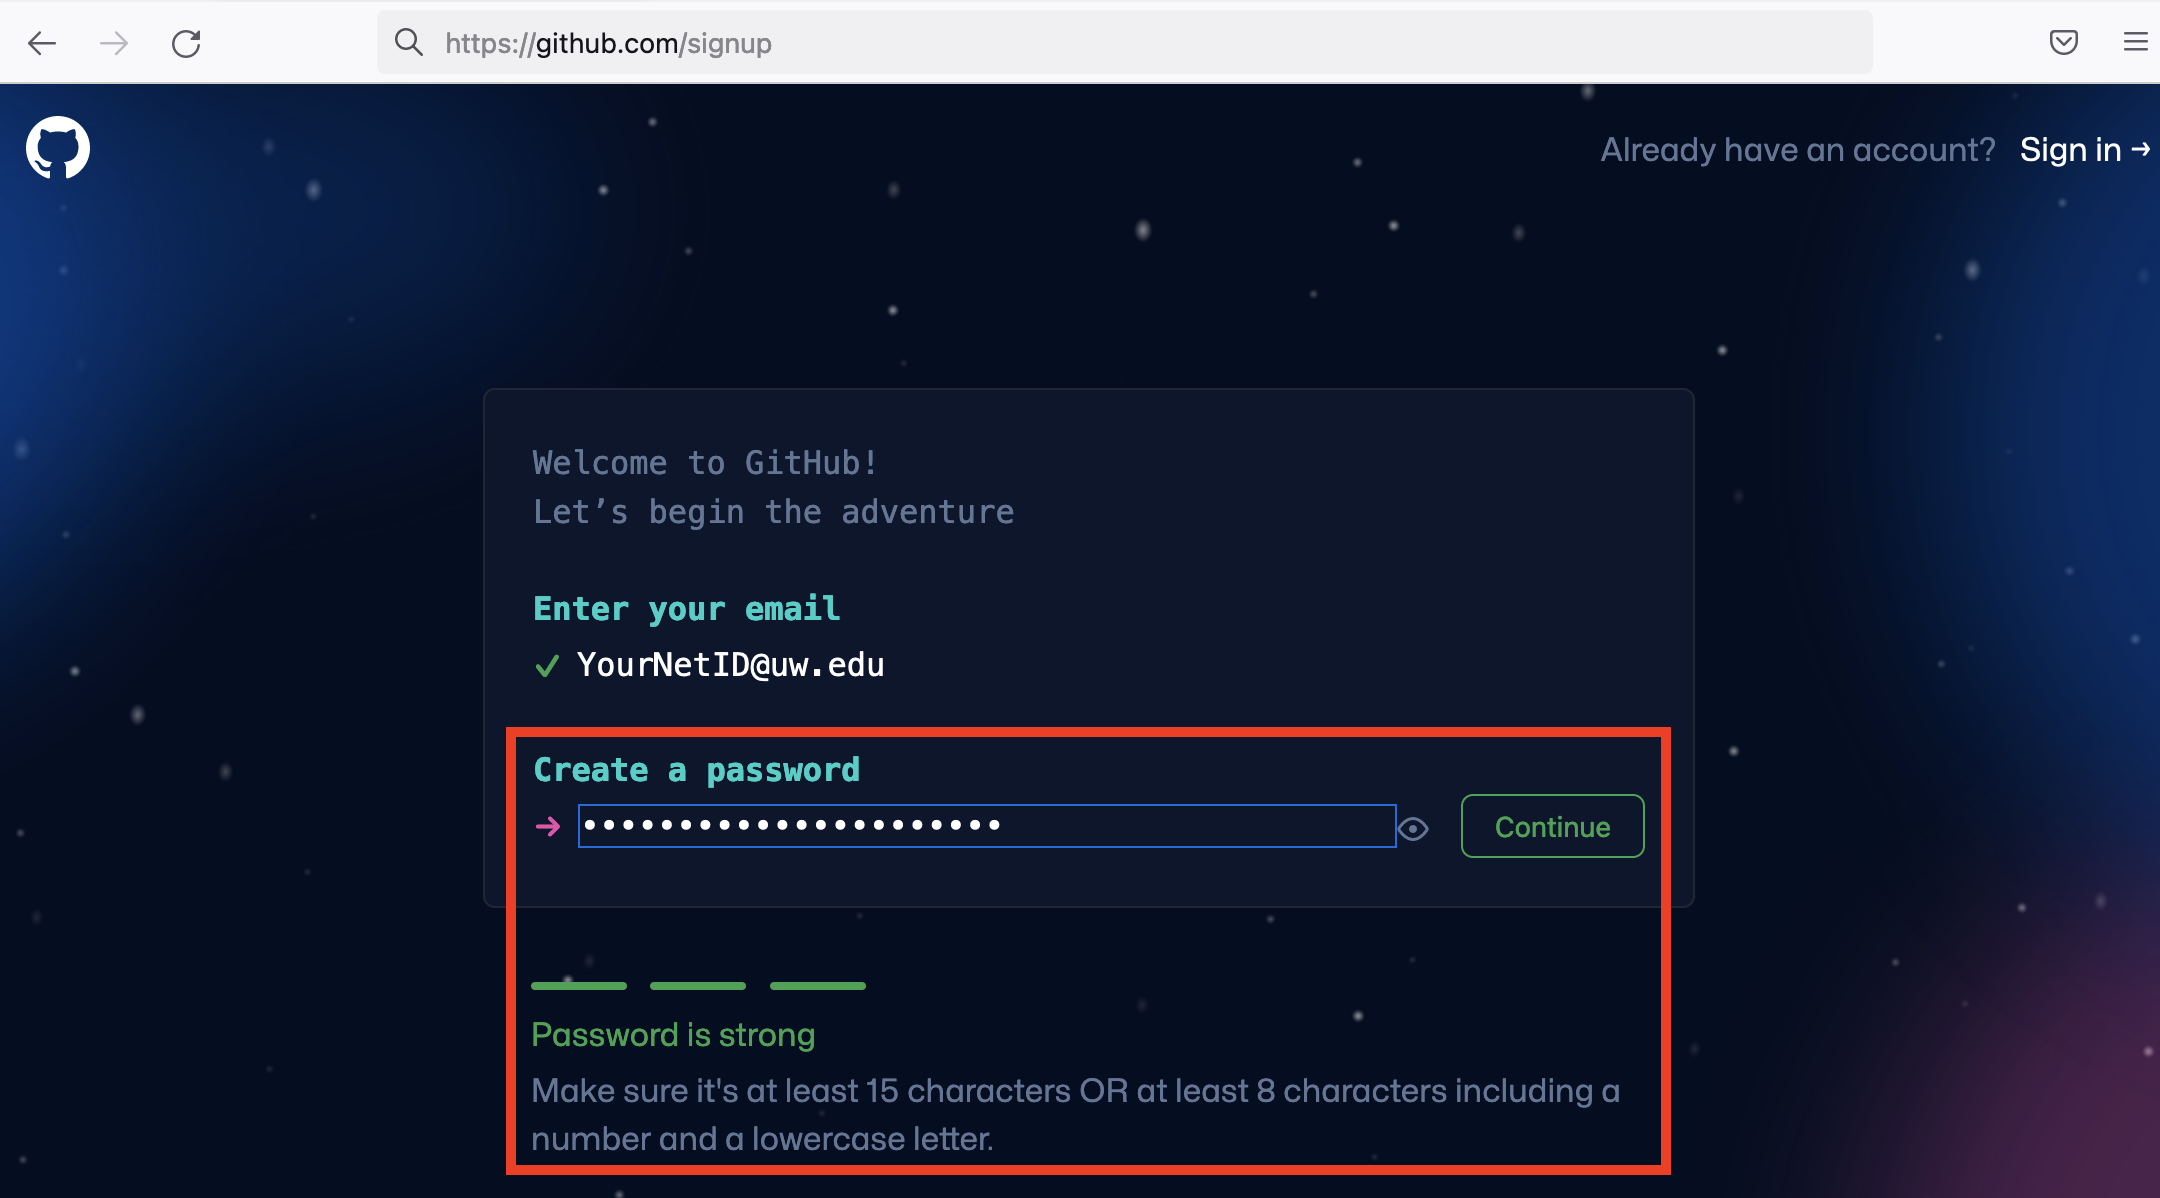 https://github.com/signup
Already have an account? Sign in →
Welcome to GitHub!
Let’s begin the adventure
Enter your email
✓ YourNetID@uw.edu
Create a password
→ ••••••••••••••••••••••
Continue
Password is strong
Make sure it's at least 15 characters OR at least 8 characters including a
number and a lowercase letter.